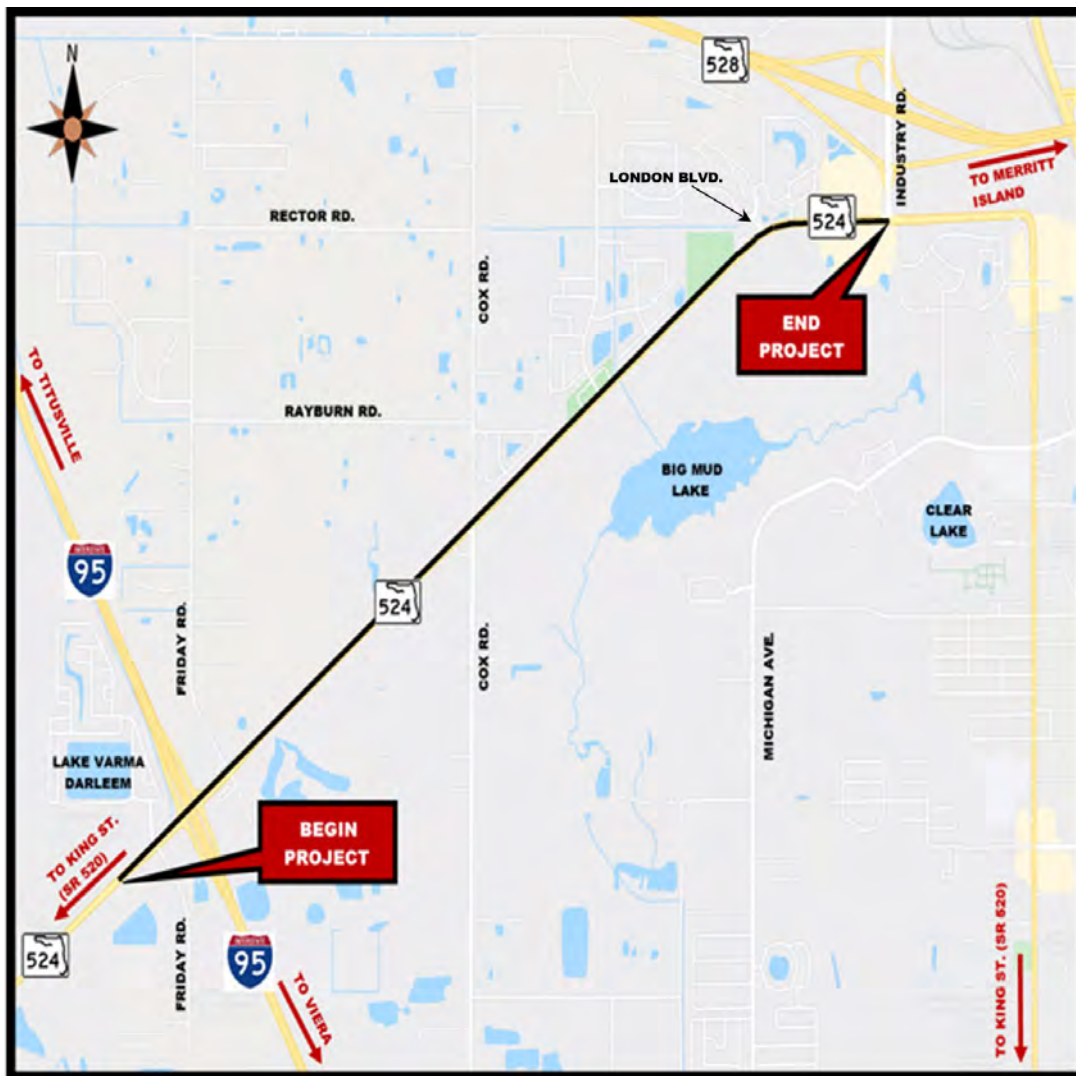 N
528
INDUSTRY RD.
LONDON BLVD.
TO MERRITT
ISLAND
RECTOR RD.
524
COX RD.
END
PROJECT
TO TITUSVILLE
RAYBURN RD.
BIG MUD
LAKE
CLEAR
LAKE
INTERSTATE
95
524
FRIDAY RD.
COX RD.
MICHIGAN AVE.
LAKE VARMA
DARLEEM
BEGIN
PROJECT
TO KING ST.
(SR 520)
524
FRIDAY RD.
INTERSTATE
95
TO VIERA
TO KING ST. (SR 520)